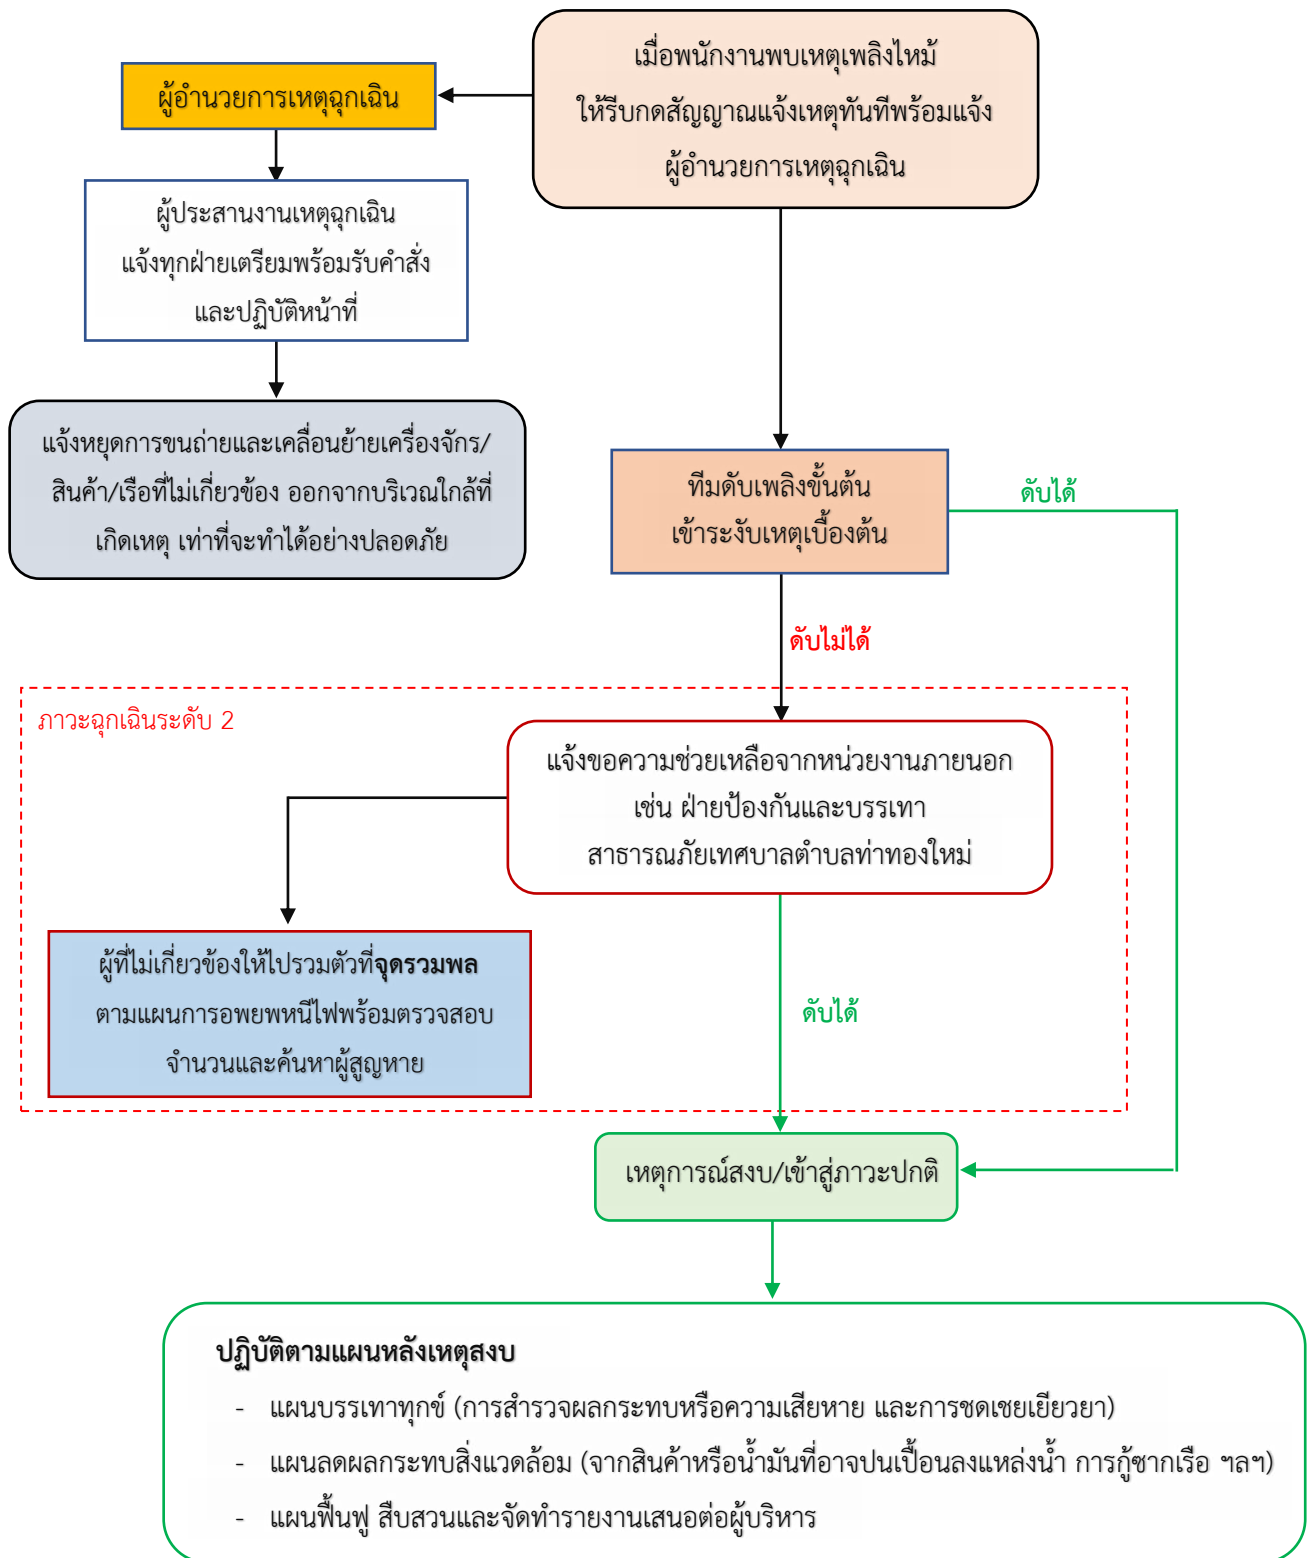 เมื่อพนักงานพบเหตุเพลิงไหม้
ให้รีบกดสัญญาณแจ้งเหตุทันทีพร้อมแจ้ง
ผู้อำนวยการเหตุฉุกเฉิน
ผู้อำนวยการเหตุฉุกเฉิน
ผู้ประสานงานเหตุฉุกเฉิน
แจ้งทุกฝ่ายเตรียมพร้อมรับคำสั่ง
และปฏิบัติหน้าที่
แจ้งหยุดการขนถ่ายและเคลื่อนย้ายเครื่องจักร/
สินค้า/เรือที่ไม่เกี่ยวข้อง ออกจากบริเวณใกล้ที่
เกิดเหตุ เท่าที่จะทำได้อย่างปลอดภัย
ทีมดับเพลิงขั้นต้น
เข้าระงับเหตุเบื้องต้น
ดับได้
ดับไม่ได้
ภาวะฉุกเฉินระดับ 2
แจ้งขอความช่วยเหลือจากหน่วยงานภายนอก
เช่น ฝ่ายป้องกันและบรรเทา
สาธารณภัยเทศบาลตำบลท่าทองใหม่
ผู้ที่ไม่เกี่ยวข้องให้ไปรวมตัวที่จุดรวมพล
ตามแผนการอพยพหนีไฟพร้อมตรวจสอบ
จำนวนและค้นหาผู้สูญหาย
ดับได้
เหตุการณ์สงบ/เข้าสู่ภาวะปกติ
ปฏิบัติตามแผนหลังเหตุสงบ
- แผนบรรเทาทุกข์ (การสำรวจผลกระทบหรือความเสียหาย และการชดเชยเยียวยา)
- แผนลดผลกระทบสิ่งแวดล้อม (จากสินค้าหรือน้ำมันที่อาจปนเปื้อนลงแหล่งน้ำ การกู้ซากเรือ ฯลฯ)
- แผนฟื้นฟู สืบสวนและจัดทำรายงานเสนอต่อผู้บริหาร